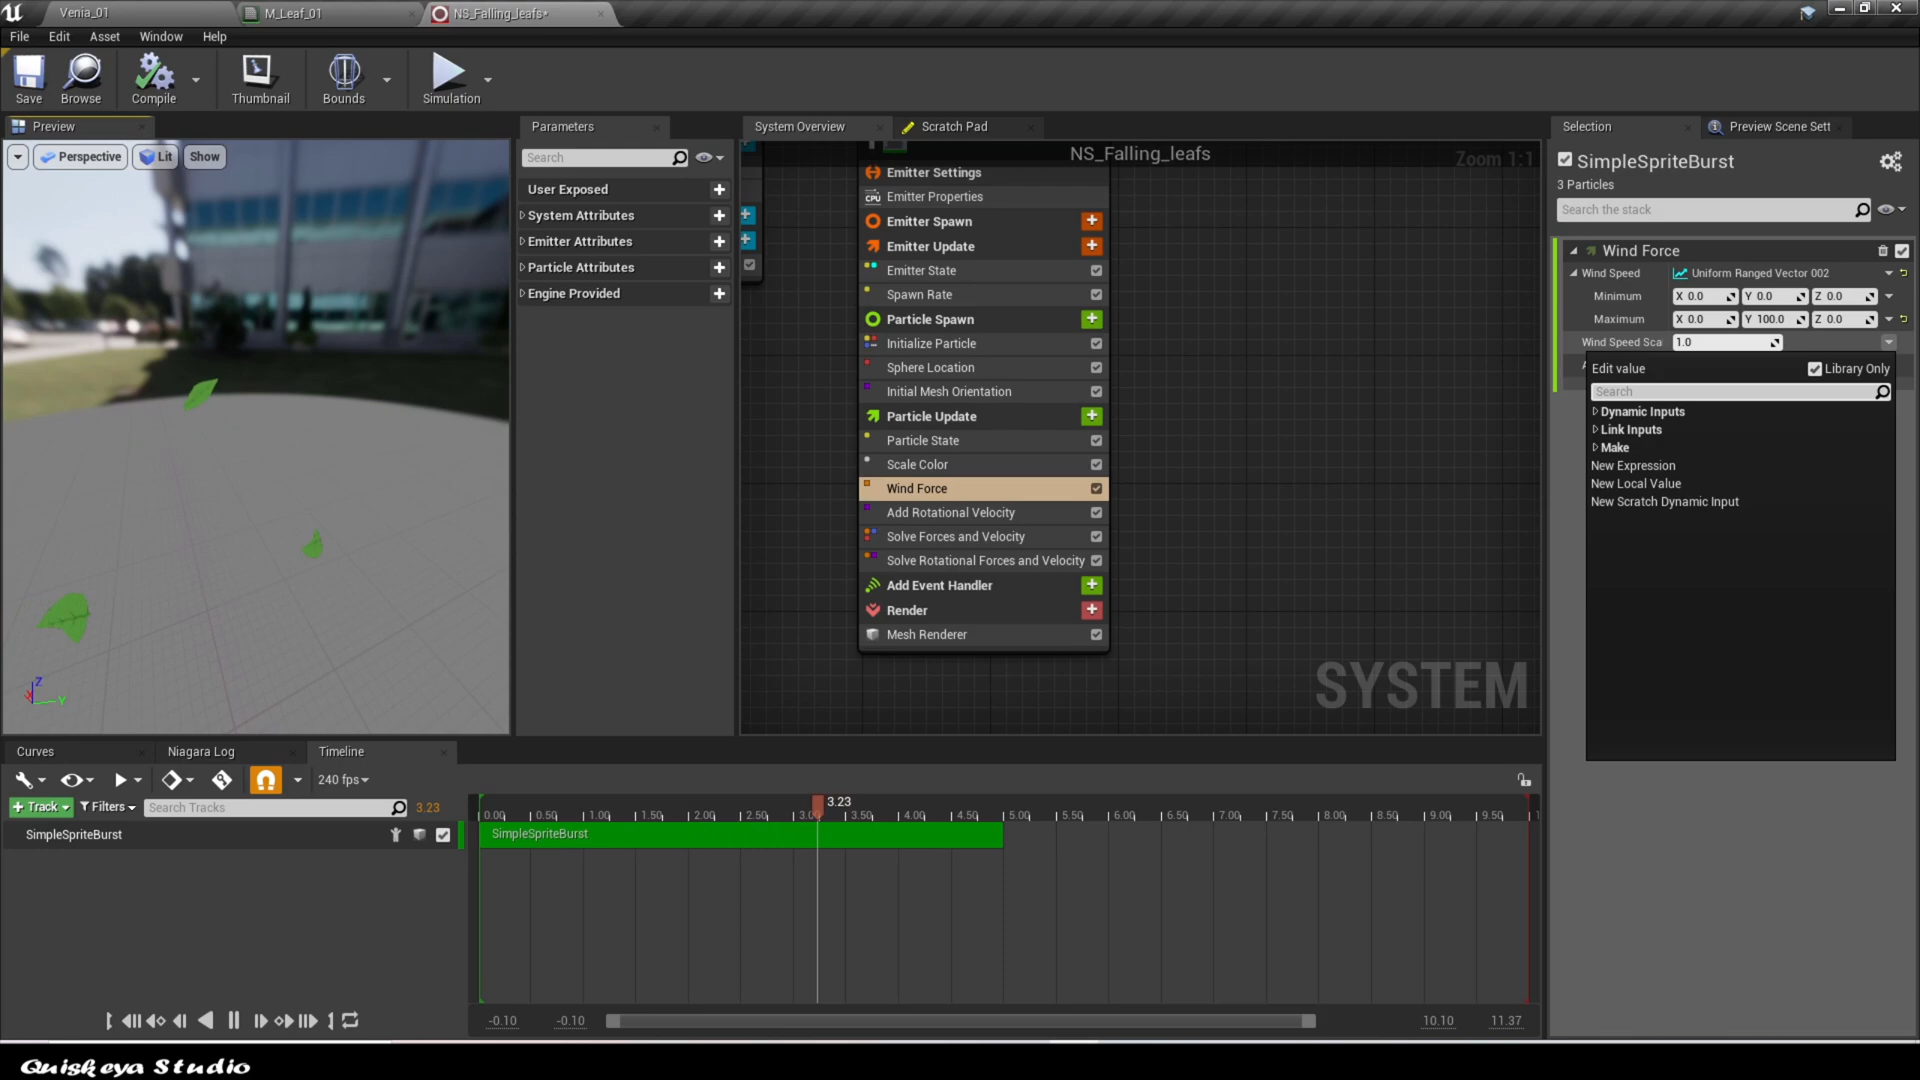 Venia_01
M_Leaf_01
NS_Falling_leafs*
File Edit Asset Window Help
Save
Browse
Compile
Thumbnail
Bounds
Simulation
Preview
Parameters
System Overview
Scratch Pad
Selection
Preview Scene Sett
Perspective
Lit
Show
Search
User Exposed
System Attributes
Emitter Attributes
Particle Attributes
Engine Provided
NS_Falling_leafs
Zoom 1:1
Emitter Settings
CPU Emitter Properties
Emitter Spawn
Emitter Update
Emitter State
Spawn Rate
Particle Spawn
Initialize Particle
Sphere Location
Initial Mesh Orientation
Particle Update
Particle State
Scale Color
Wind Force
Add Rotational Velocity
Solve Forces and Velocity
Solve Rotational Forces and Velocity
Add Event Handler
Render
Mesh Renderer
SYSTEM
SimpleSpriteBurst
3 Particles
Search the stack
Wind Force
Wind Speed Uniform Ranged Vector 002
Minimum X 0.0 Y 0.0 Z 0.0
Maximum X 0.0 Y 100.0 Z 0.0
Wind Speed Sca 1.0
Edit value Library Only
Search
Dynamic Inputs
Link Inputs
Make
New Expression
New Local Value
New Scratch Dynamic Input
Z
X
Y
Curves
Niagara Log
Timeline
240 fps
Track Filters Search Tracks 3.23
SimpleSpriteBurst
3.23
0.00 0.50 1.00 1.50 2.00 2.50 3.50 4.00 4.50 5.00 5.50 6.00 6.50 7.00 7.50 8.00 8.50 9.00 9.50
SimpleSpriteBurst
-0.10 -0.10 10.10 11.37
Quiskeya Studio